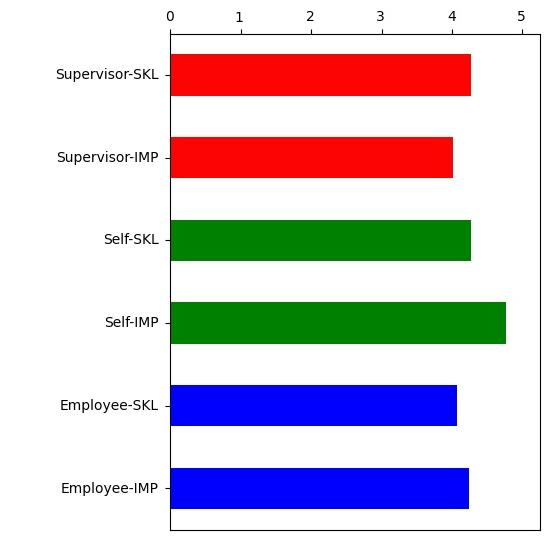 0 1 2 3 4 5
Supervisor-SKL
Supervisor-IMP
Self-SKL
Self-IMP
Employee-SKL
Employee-IMP